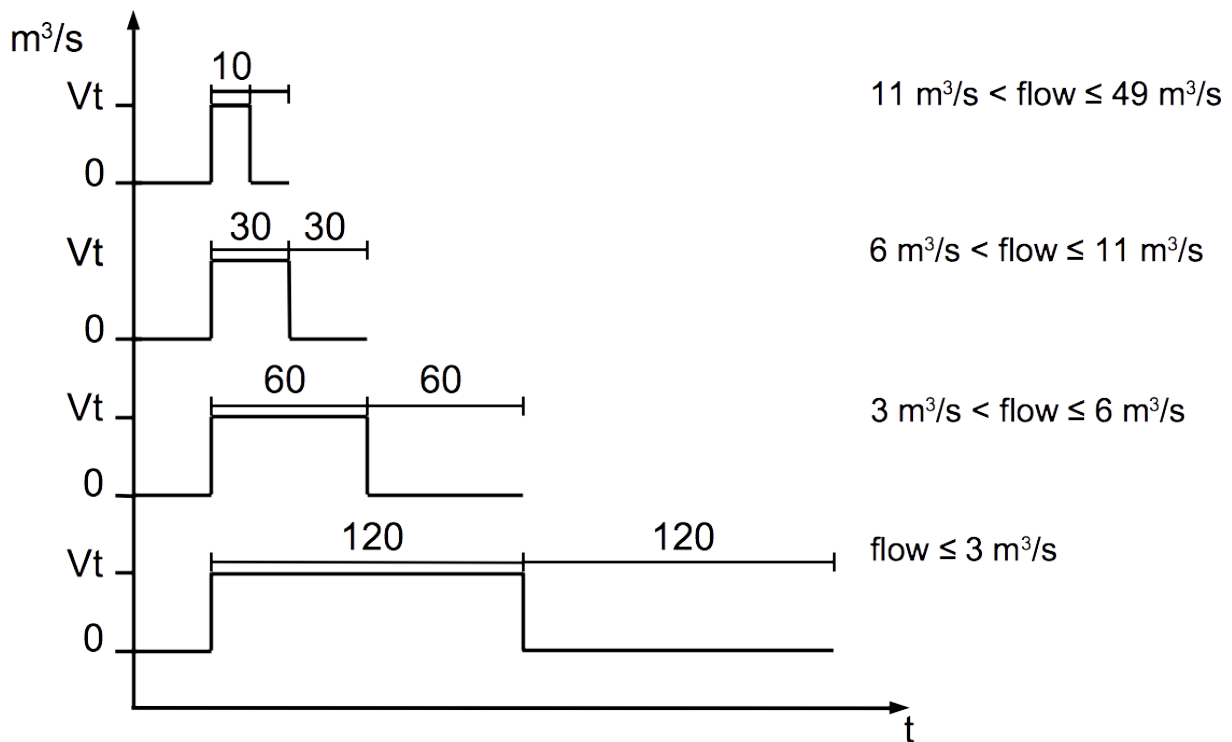 m³/s
10
Vt
11 m³/s < flow ≤ 49 m³/s
0
30 30
Vt
6 m³/s < flow ≤ 11 m³/s
0
60 60
Vt
3 m³/s < flow ≤ 6 m³/s
0
120 120
Vt
flow ≤ 3 m³/s
0
t